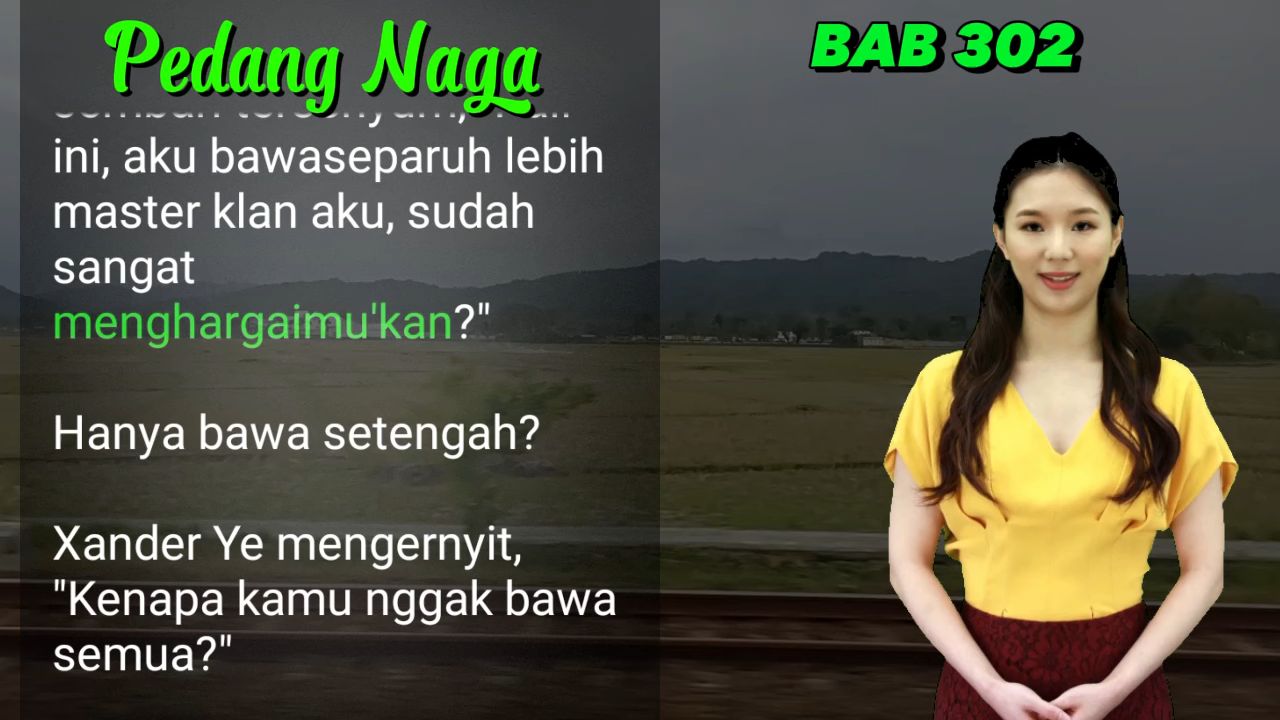 Pedang Naga
BAB 302
ini, aku bawaseparuh lebih
master klan aku, sudah
sangat
menghargaimu'kan?"
Hanya bawa setengah?
Xander Ye mengernyit,
"Kenapa kamu nggak bawa
semua?"